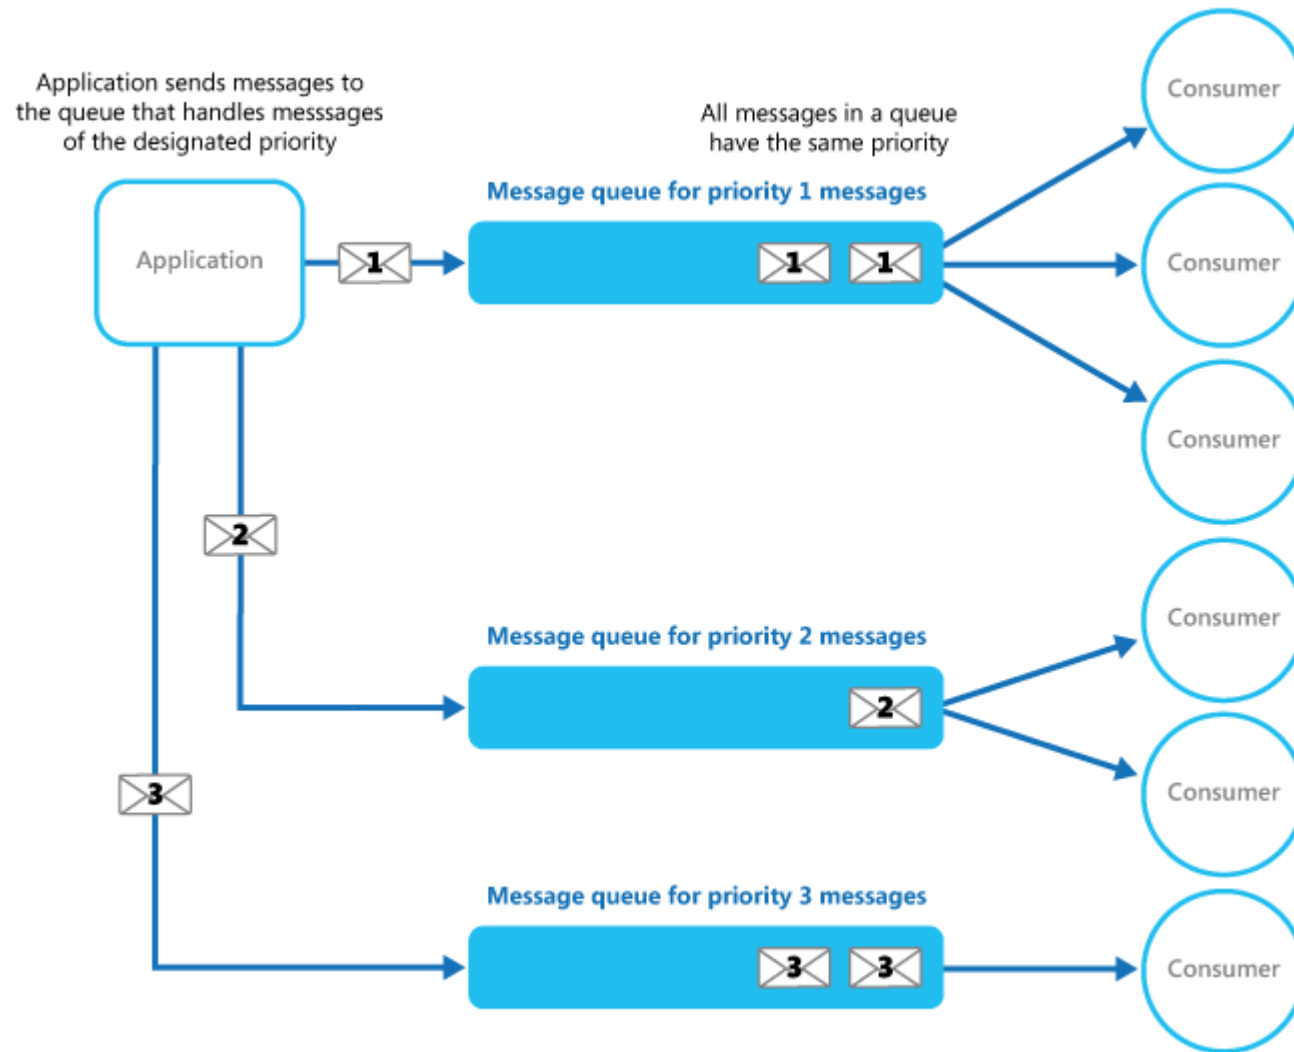 Application sends messages to
the queue that handles messsages
of the designated priority
All messages in a queue
have the same priority
Consumer
Message queue for priority 1 messages
Application
1
1
1
Consumer
Consumer
2
Message queue for priority 2 messages
2
Consumer
Consumer
3
Message queue for priority 3 messages
3
3
Consumer